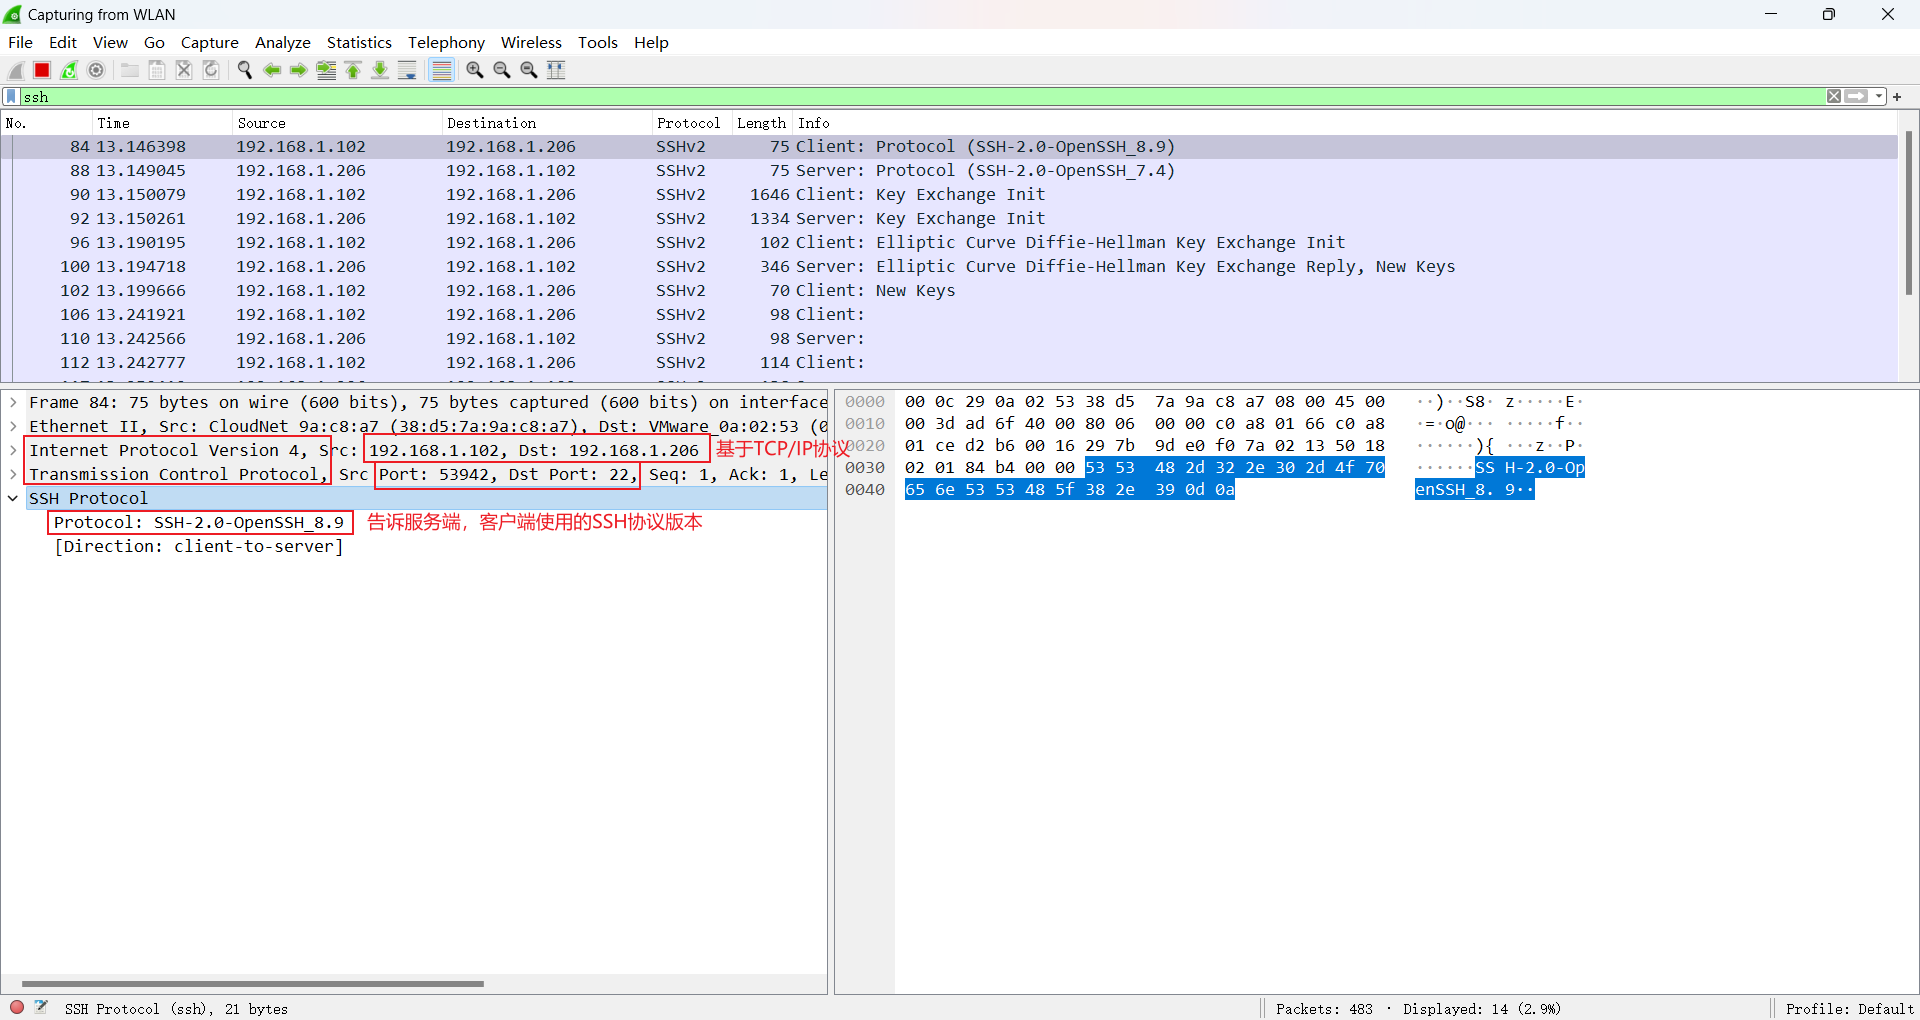 Capturing from WLAN
File Edit View Go Capture Analyze Statistics Telephony Wireless Tools Help
ssh
No. Time Source Destination Protocol Length Info
84 13.146398 192.168.1.102 192.168.1.206 SSHv2 75 Client: Protocol (SSH-2.0-OpenSSH_8.9)
88 13.149045 192.168.1.206 192.168.1.102 SSHv2 75 Server: Protocol (SSH-2.0-OpenSSH_7.4)
90 13.150079 192.168.1.102 192.168.1.206 SSHv2 1646 Client: Key Exchange Init
92 13.150261 192.168.1.206 192.168.1.102 SSHv2 1334 Server: Key Exchange Init
96 13.190195 192.168.1.102 192.168.1.206 SSHv2 102 Client: Elliptic Curve Diffie-Hellman Key Exchange Init
100 13.194718 192.168.1.206 192.168.1.102 SSHv2 346 Server: Elliptic Curve Diffie-Hellman Key Exchange Reply, New Keys
102 13.199666 192.168.1.102 192.168.1.206 SSHv2 70 Client: New Keys
106 13.241921 192.168.1.102 192.168.1.206 SSHv2 98 Client:
110 13.242566 192.168.1.206 192.168.1.102 SSHv2 98 Server:
112 13.242777 192.168.1.102 192.168.1.206 SSHv2 114 Client:
Frame 84: 75 bytes on wire (600 bits), 75 bytes captured (600 bits) on interface
Ethernet II, Src: CloudNet_9a:c8:a7 (38:d5:7a:9a:c8:a7), Dst: VMware_0a:02:53 (0
Internet Protocol Version 4, Src: 192.168.1.102, Dst: 192.168.1.206 基于TCP/IP协议
Transmission Control Protocol, Src Port: 53942, Dst Port: 22, Seq: 1, Ack: 1, Le
SSH Protocol
Protocol: SSH-2.0-OpenSSH_8.9 告诉服务端，客户端使用的SSH协议版本
[Direction: client-to-server]
0000 00 0c 29 0a 02 53 38 d5 7a 9a c8 a7 08 00 45 00 ··)··S8· z·····E·
0010 00 3d ad 6f 40 00 80 06 00 00 c0 a8 01 66 c0 a8 ·=·o@··· ·····f··
0020 01 ce d2 b6 00 16 29 7b 9d e0 f0 7a 02 13 50 18 ······){ ···z··P·
0030 02 01 84 b4 00 00 53 53 48 2d 32 2e 30 2d 4f 70 ······SS H-2.0-Op
0040 65 6e 53 53 48 5f 38 2e 39 0d 0a enSSH_8. 9··
SSH Protocol (ssh), 21 bytes
Packets: 483 · Displayed: 14 (2.9%)
Profile: Default